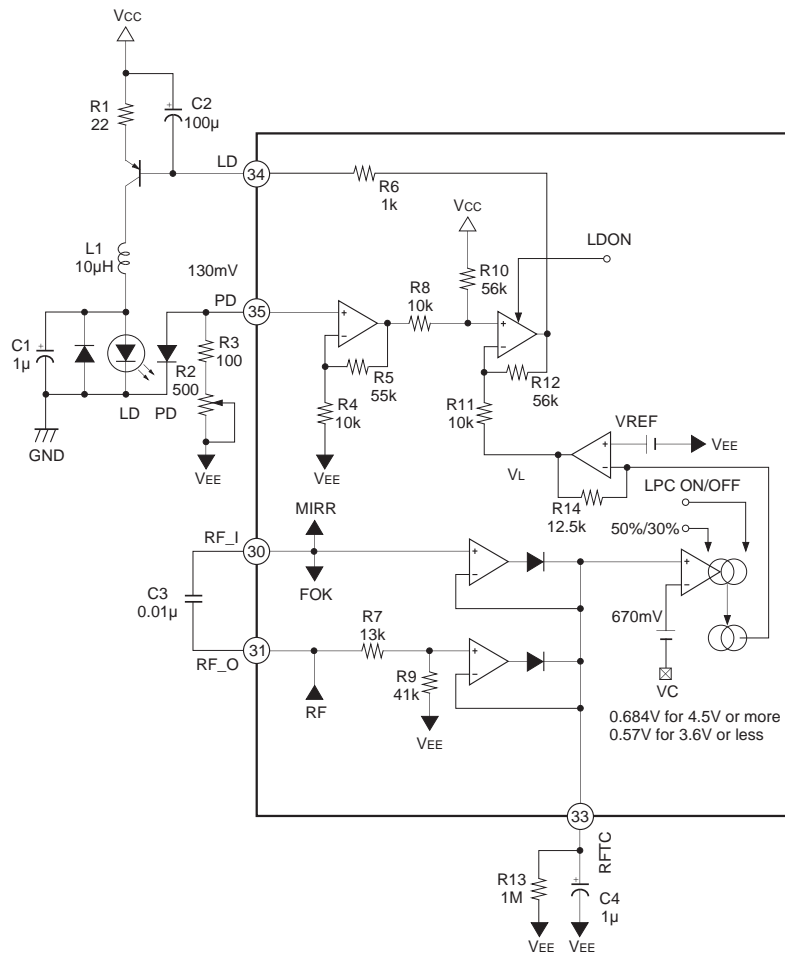 VCC
R1
22
C2
100µ
LD
34
R6
1k
VCC
LDON
L1
10µH
130mV
PD
35
R8
10k
R10
56k
C1
1µ
R3
100
R2
500
R5
55k
R12
56k
R4
10k
R11
10k
LD
PD
GND
VEE
VEE
VREF
VEE
VL
R14
12.5k
LPC ON/OFF
50%/30%
MIRR
RF_I
30
FOK
C3
0.01µ
R7
13k
670mV
31
RF_O
R9
41k
RF
VEE
VC
0.684V for 4.5V or more
0.57V for 3.6V or less
33
RFTC
R13
1M
C4
1µ
VEE
VEE